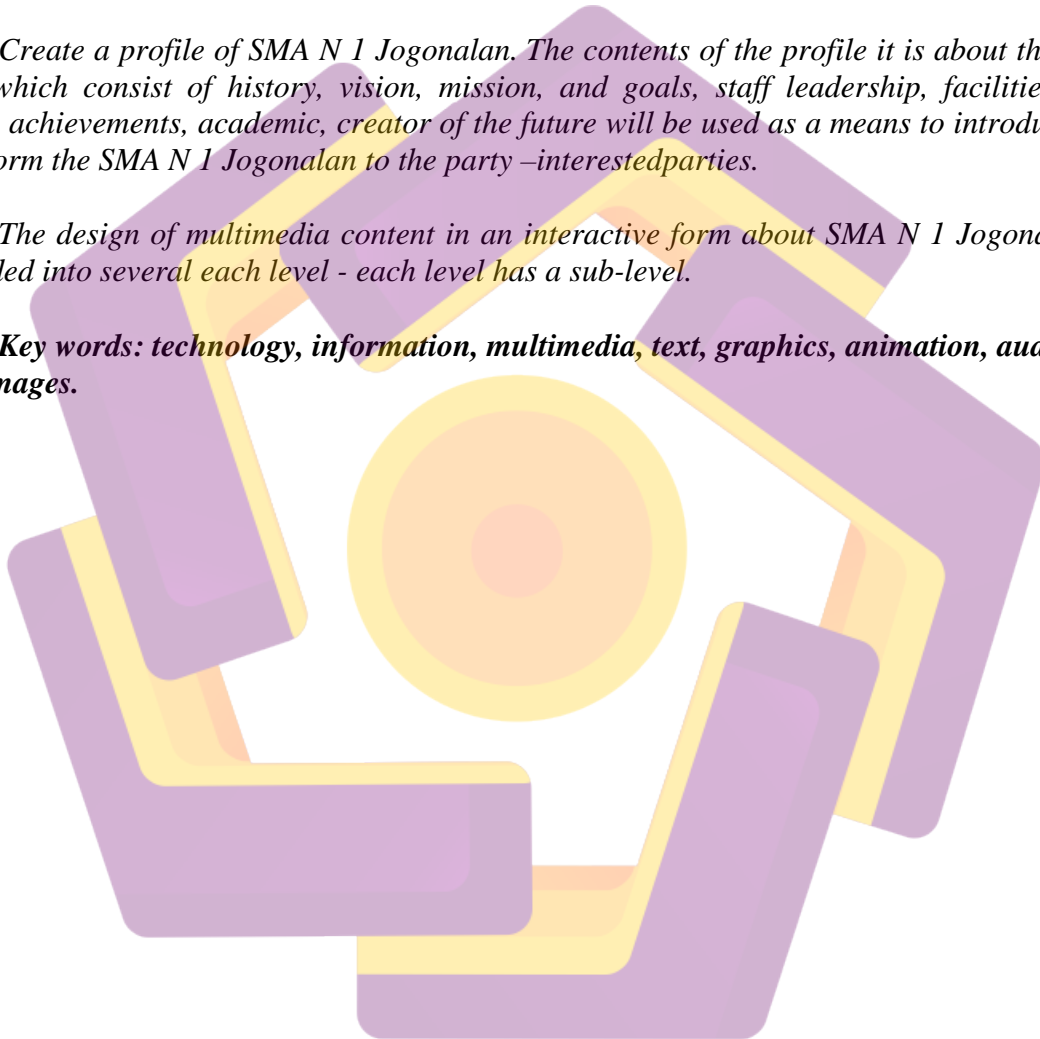 Create a profile of SMA N 1 Jogonalan. The contents of the profile it is about th
which consist of history, vision, mission, and goals, staff leadership, facilitie
achievements, academic, creator of the future will be used as a means to introdu
orm the SMA N 1 Jogonalan to the party –interestedparties.
The design of multimedia content in an interactive form about SMA N 1 Jogona
led into several each level - each level has a sub-level.
Key words: technology, information, multimedia, text, graphics, animation, aud
mages.